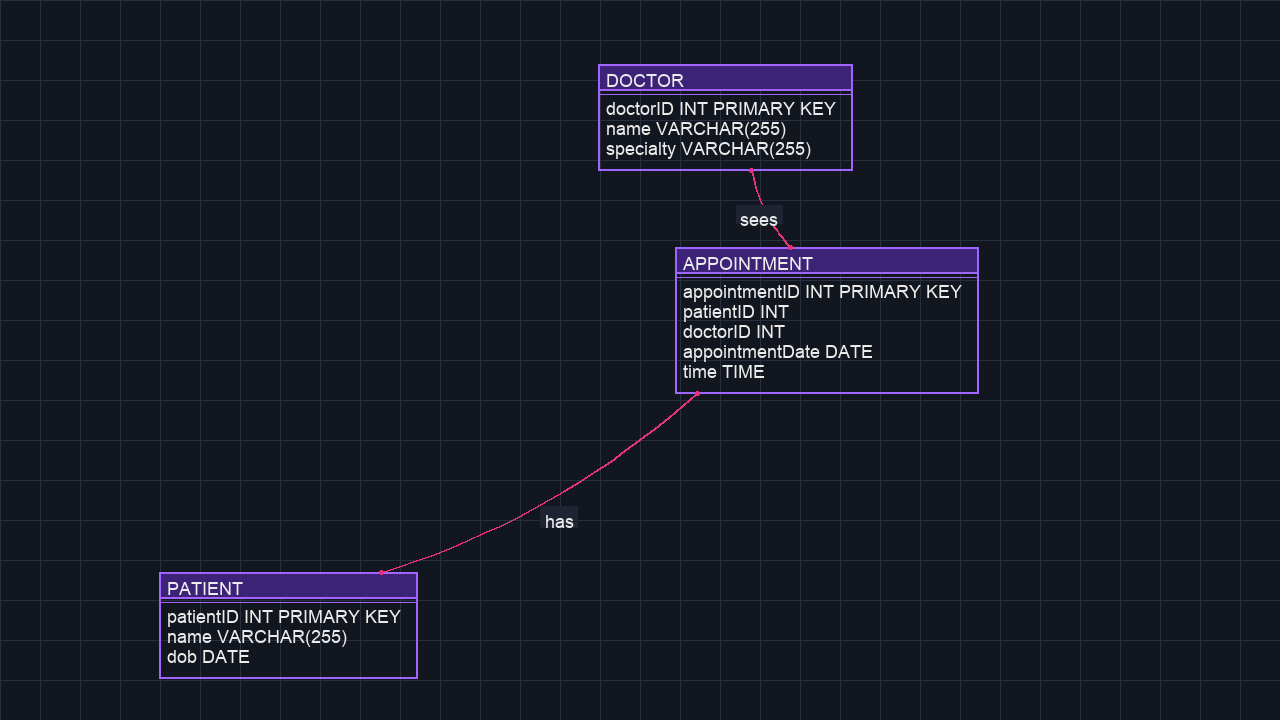 DOCTOR
doctorID INT PRIMARY KEY
name VARCHAR(255)
specialty VARCHAR(255)
sees
APPOINTMENT
appointmentID INT PRIMARY KEY
patientID INT
doctorID INT
appointmentDate DATE
time TIME
has
PATIENT
patientID INT PRIMARY KEY
name VARCHAR(255)
dob DATE